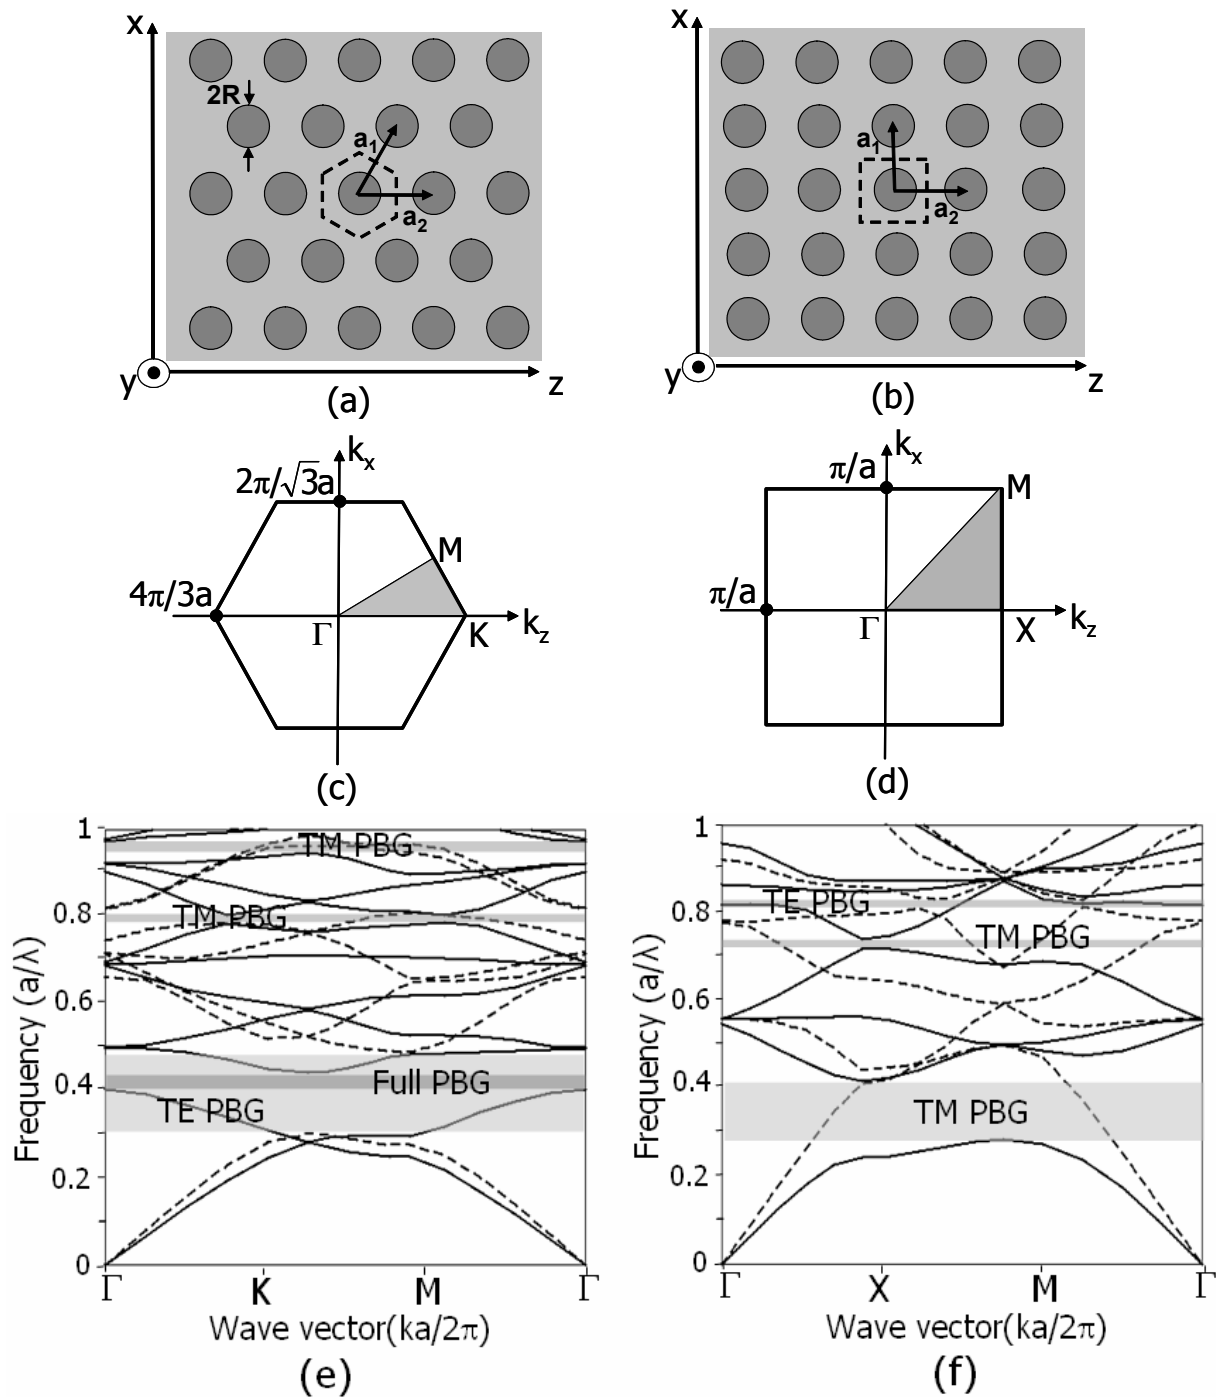 x
2R
a₁
a₂
y
z
(a)
x
a₁
a₂
y
z
(b)
kₓ
2π/√3a
M
4π/3a
Γ
K
k_z
(c)
kₓ
π/a
M
π/a
Γ
X
k_z
(d)
Frequency (a/λ)
1
0.8
0.6
0.4
0.2
0
TM PBG
TM PBG
Full PBG
TE PBG
Γ
K
M
Γ
Wave vector(ka/2π)
(e)
Frequency (a/λ)
1
0.8
0.6
0.4
0.2
0
TE PBG
TM PBG
TM PBG
Γ
X
M
Γ
Wave vector(ka/2π)
(f)